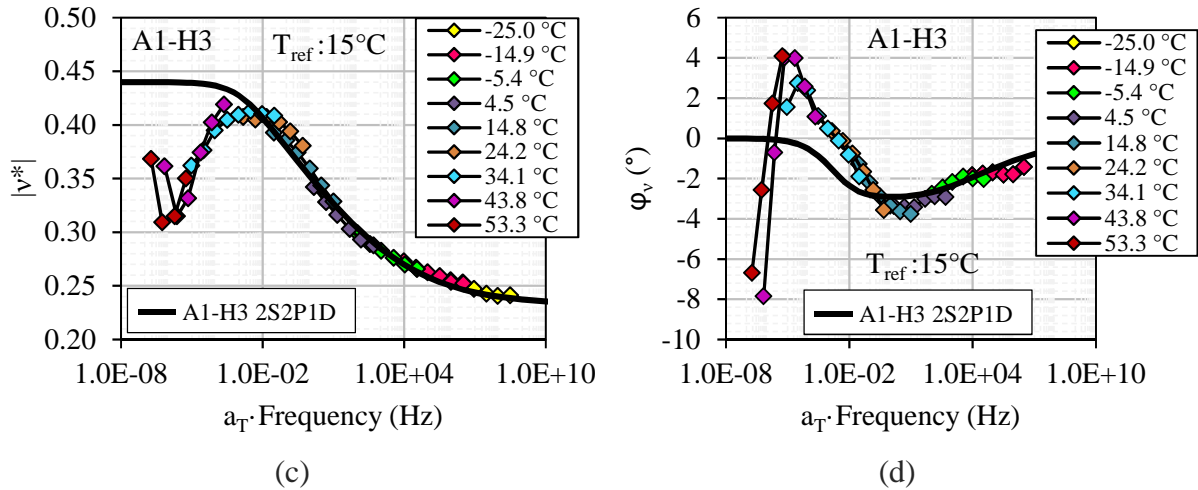 0.50
0.45
0.40
0.35
0.30
0.25
0.20
|ν*|
A1-H3
T_ref :15°C
-25.0 °C
-14.9 °C
-5.4 °C
4.5 °C
14.8 °C
24.2 °C
34.1 °C
43.8 °C
53.3 °C
A1-H3 2S2P1D
1.0E-08 1.0E-02 1.0E+04 1.0E+10
a_T·Frequency (Hz)
(c)
6
4
2
0
-2
-4
-6
-8
-10
φ_ν (°)
A1-H3
-25.0 °C
-14.9 °C
-5.4 °C
4.5 °C
14.8 °C
24.2 °C
34.1 °C
43.8 °C
53.3 °C
T_ref :15°C
A1-H3 2S2P1D
1.0E-08 1.0E-02 1.0E+04 1.0E+10
a_T·Frequency (Hz)
(d)